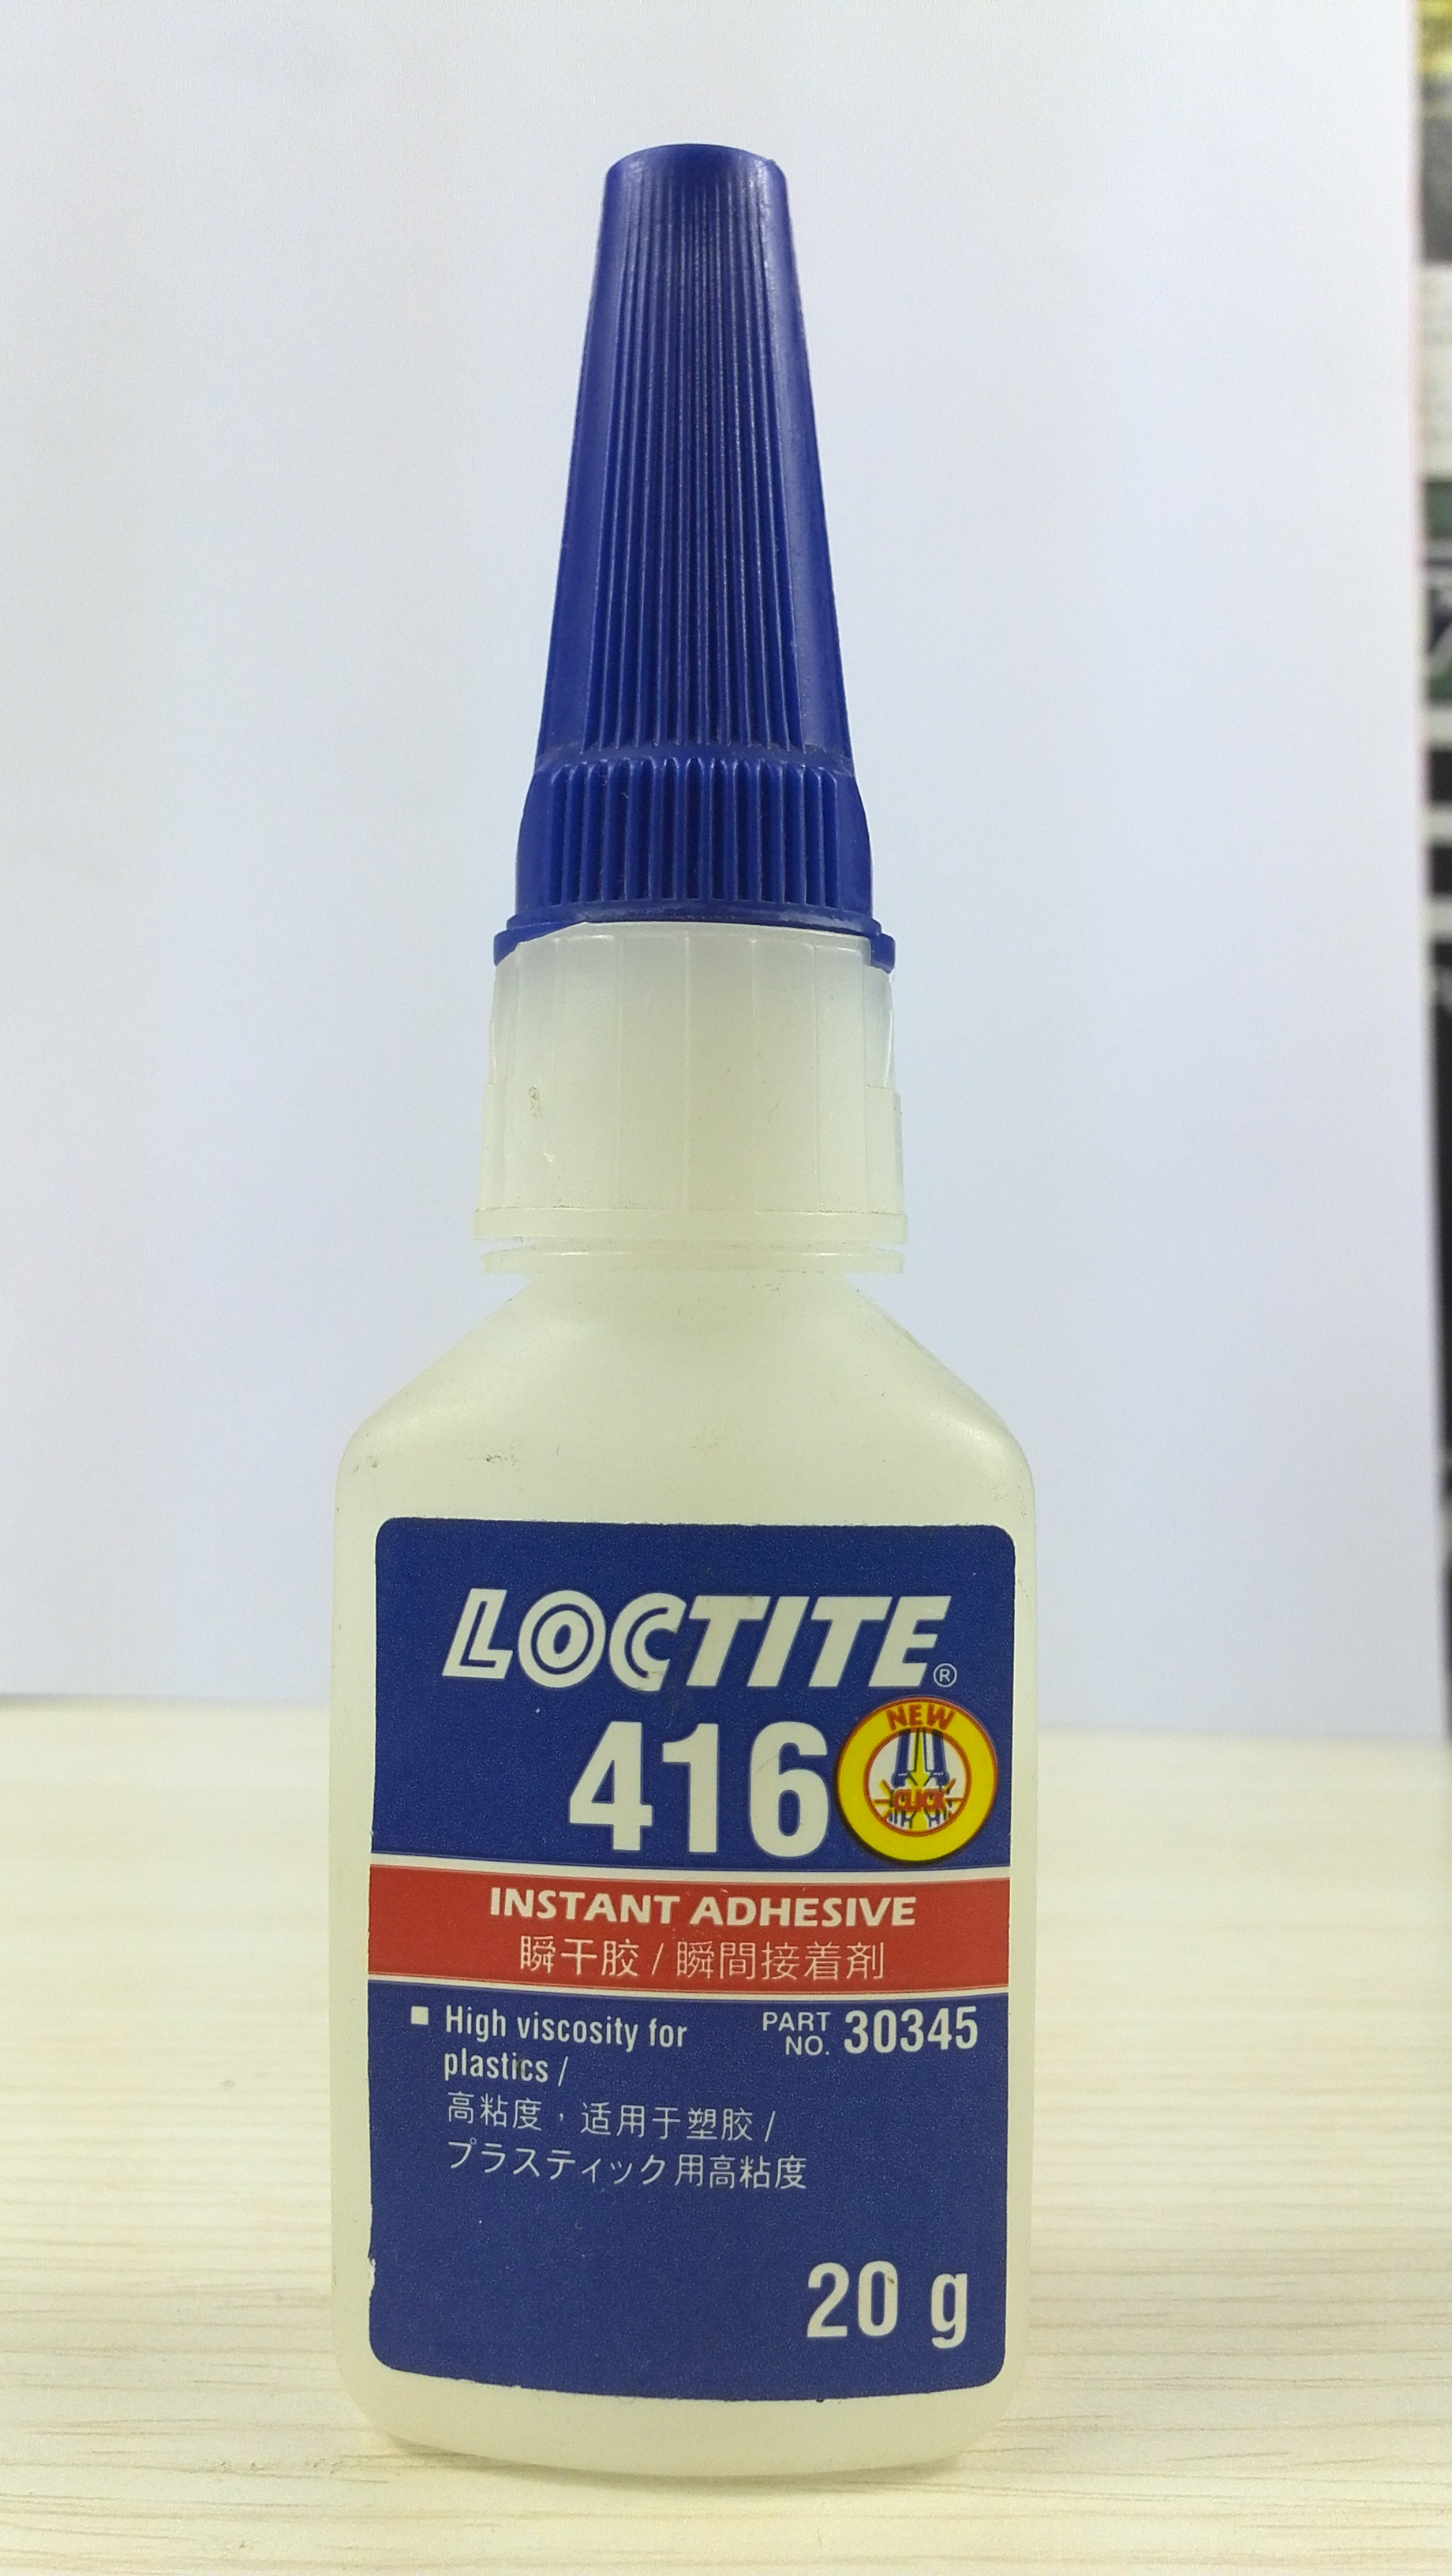 LOCTITE®
416
NEW
CLICK
INSTANT ADHESIVE
瞬干胶 / 瞬間接着剤
■ High viscosity for
plastics /
高粘度，适用于塑胶 /
プラスティック用高粘度
PART
NO. 30345
20 g